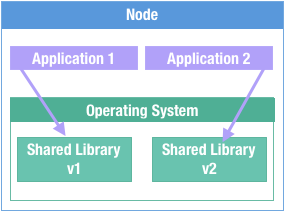 Node
Application 1
Application 2
Operating System
Shared Library
v1
Shared Library
v2